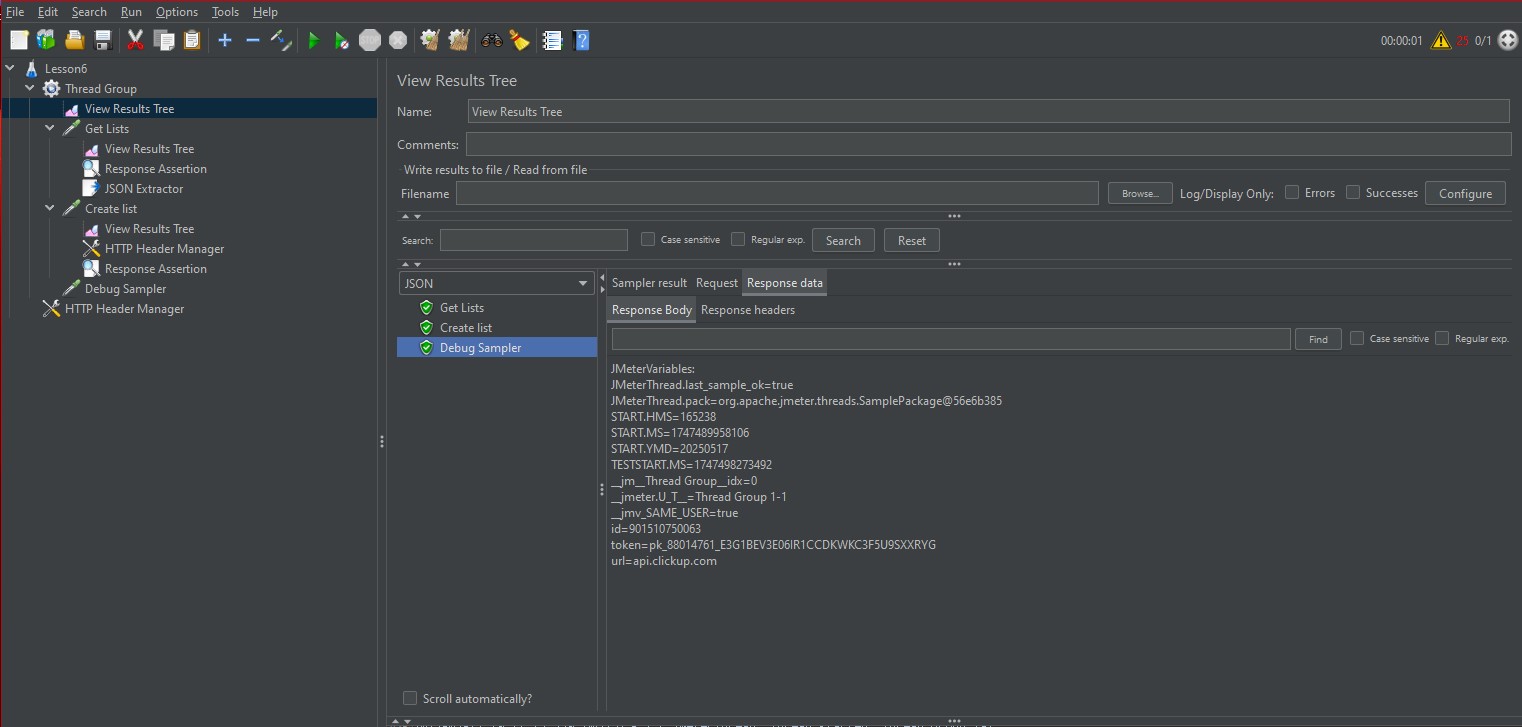 File Edit Search Run Options Tools Help
STOP
00:00:01 25 0/1
Lesson6
Thread Group
View Results Tree
Get Lists
View Results Tree
Response Assertion
JSON Extractor
Create list
View Results Tree
HTTP Header Manager
Response Assertion
Debug Sampler
HTTP Header Manager
View Results Tree
Name: View Results Tree
Comments:
Write results to file / Read from file
Filename Browse... Log/Display Only: Errors Successes Configure
Search: Case sensitive Regular exp. Search Reset
JSON
Get Lists
Create list
Debug Sampler
Scroll automatically?
Sampler result Request Response data
Response Body Response headers
Find Case sensitive Regular exp.
JMeterVariables:
JMeterThread.last_sample_ok=true
JMeterThread.pack=org.apache.jmeter.threads.SamplePackage@56e6b385
START.HMS=165238
START.MS=1747489958106
START.YMD=20250517
TESTSTART.MS=1747498273492
__jm__Thread Group__idx=0
__jmeter.U_T__=Thread Group 1-1
__jmv_SAME_USER=true
id=901510750063
token=pk_88014761_E3G1BEV3E06IR1CCDKWKC3F5U9SXXRYG
url=api.clickup.com